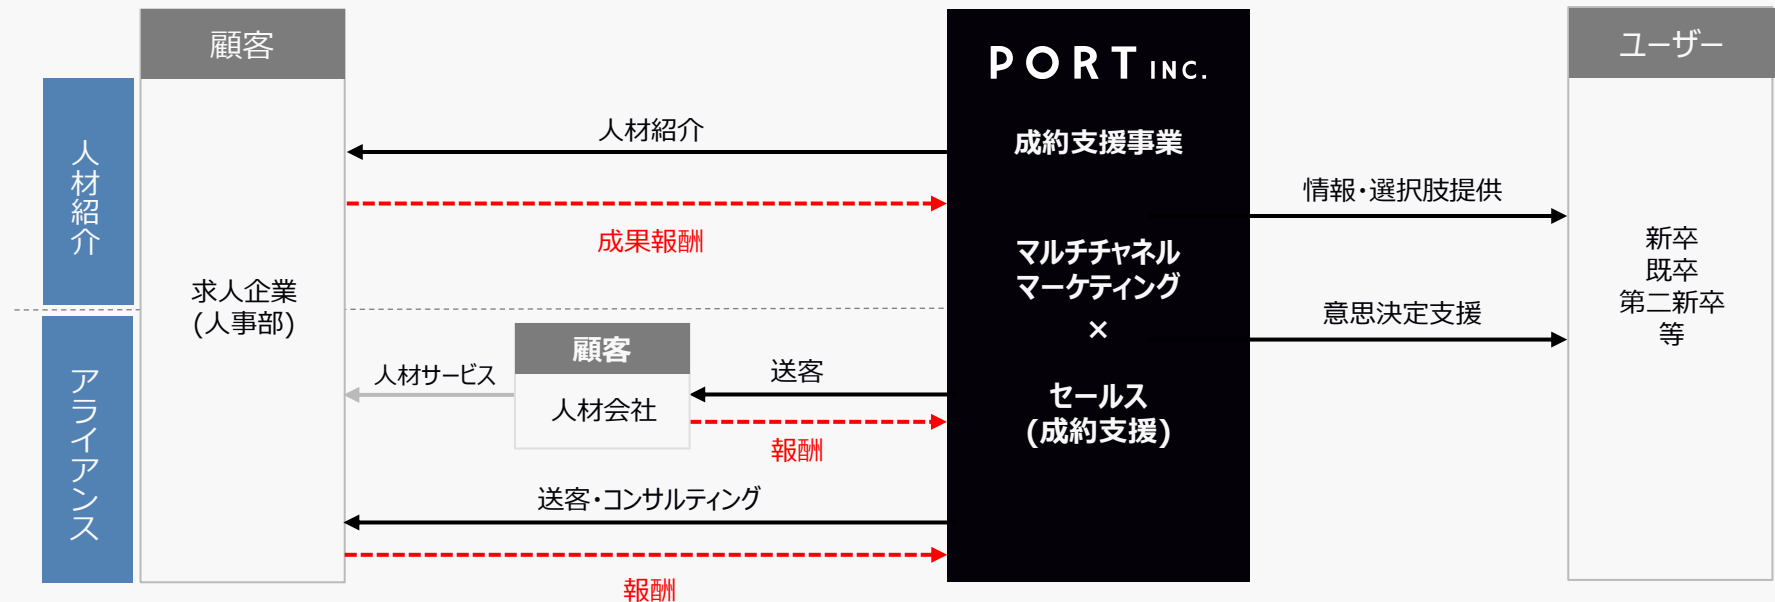 顧客
PORT INC.
ユーザー
人材紹介
人材紹介
成果報酬
成約支援事業
マルチチャネル
マーケティング
×
セールス
(成約支援)
情報・選択肢提供
意思決定支援
新卒
既卒
第二新卒
等
求人企業
(人事部)
アライアンス
人材サービス
顧客
人材会社
送客
報酬
送客・コンサルティング
報酬